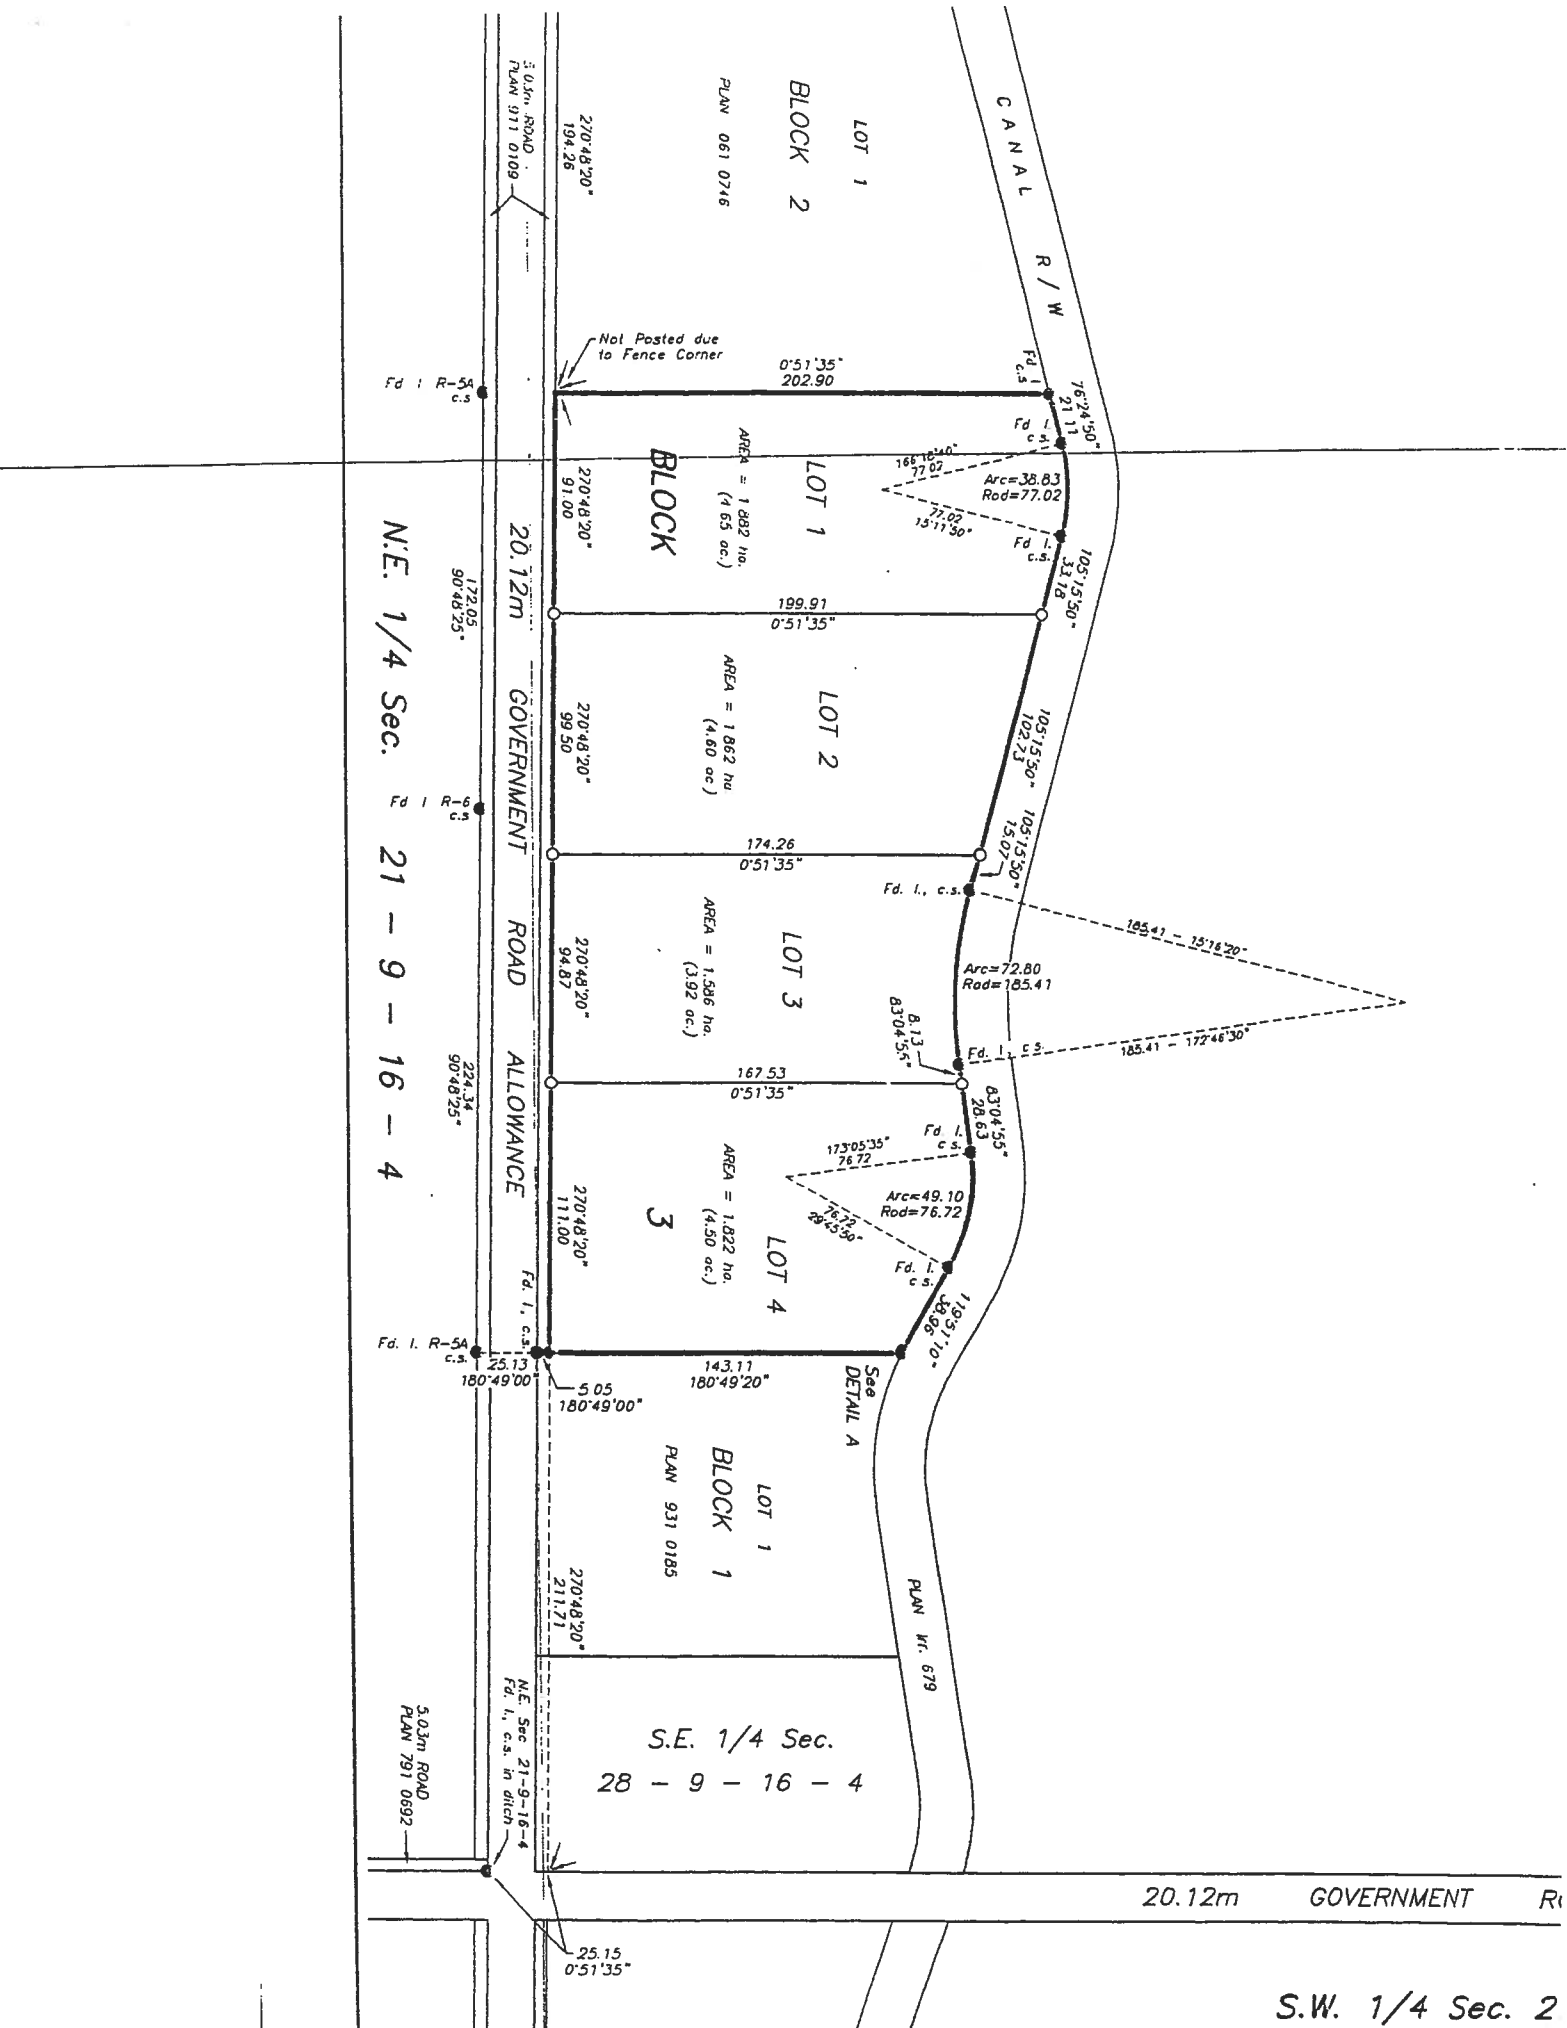 CANAL R/W
LOT 1
BLOCK 2
PLAN 061 0746
270°48'20"
194.26
5.03m ROAD
PLAN 911 0109
Not Posted due
to Fence Corner
0°51'35"
202.90
Fd I
c.s
76°24'50"
21.11
Fd I.
c.s.
Fd I R-5A
c.s
166°18'40"
77.02
Arc=38.83
Rad=77.02
77.02
15°11'50"
Fd I.
c.s.
105°15'50"
33.18
LOT 1
AREA = 1 882 ha.
(4 65 ac.)
BLOCK
270°48'20"
91.00
199.91
0°51'35"
20.12m GOVERNMENT ROAD ALLOWANCE
172.05
90°48'25"
N.E. 1/4 Sec. 21 - 9 - 16 - 4
LOT 2
AREA = 1 862 ha
(4.60 ac.)
270°48'20"
99 50
105°15'50"
102.73
Fd I R-6
c.s
174.26
0°51'35"
105°15'50"
15.07
Fd. I., c.s.
185.41 - 15°16'20"
Arc=72.80
Rad=185.41
LOT 3
AREA = 1.586 ha.
(3.92 ac.)
270°48'20"
94.87
8.13
83°04'55"
Fd. I, c.s.
185.41 - 172°46'30"
167.53
0°51'35"
224.34
90°48'25"
83°04'55"
28.63
Fd I.
c s.
173°05'35"
76 72
Arc=49.10
Rad=76.72
76.72
29°45'50"
Fd. I.
c s.
119°51'10"
38.96
LOT 4
AREA = 1.822 ha.
(4.50 ac.)
3
270°48'20"
111.00
Fd. I, c.s.
Fd. I. R-5A
c.s.
25.13
180°49'00"
5 05
180°49'00"
143.11
180°49'20"
See
DETAIL A
LOT 1
BLOCK 1
PLAN 931 0185
270°48'20"
211.71
PLAN Irr. 679
N.E. Sec 21-9-16-4
Fd. I., c.s. in ditch
5.03m ROAD
PLAN 791 0692
S.E. 1/4 Sec.
28 - 9 - 16 - 4
20.12m GOVERNMENT
25.15
0°51'35"
S.W. 1/4 Sec. 2